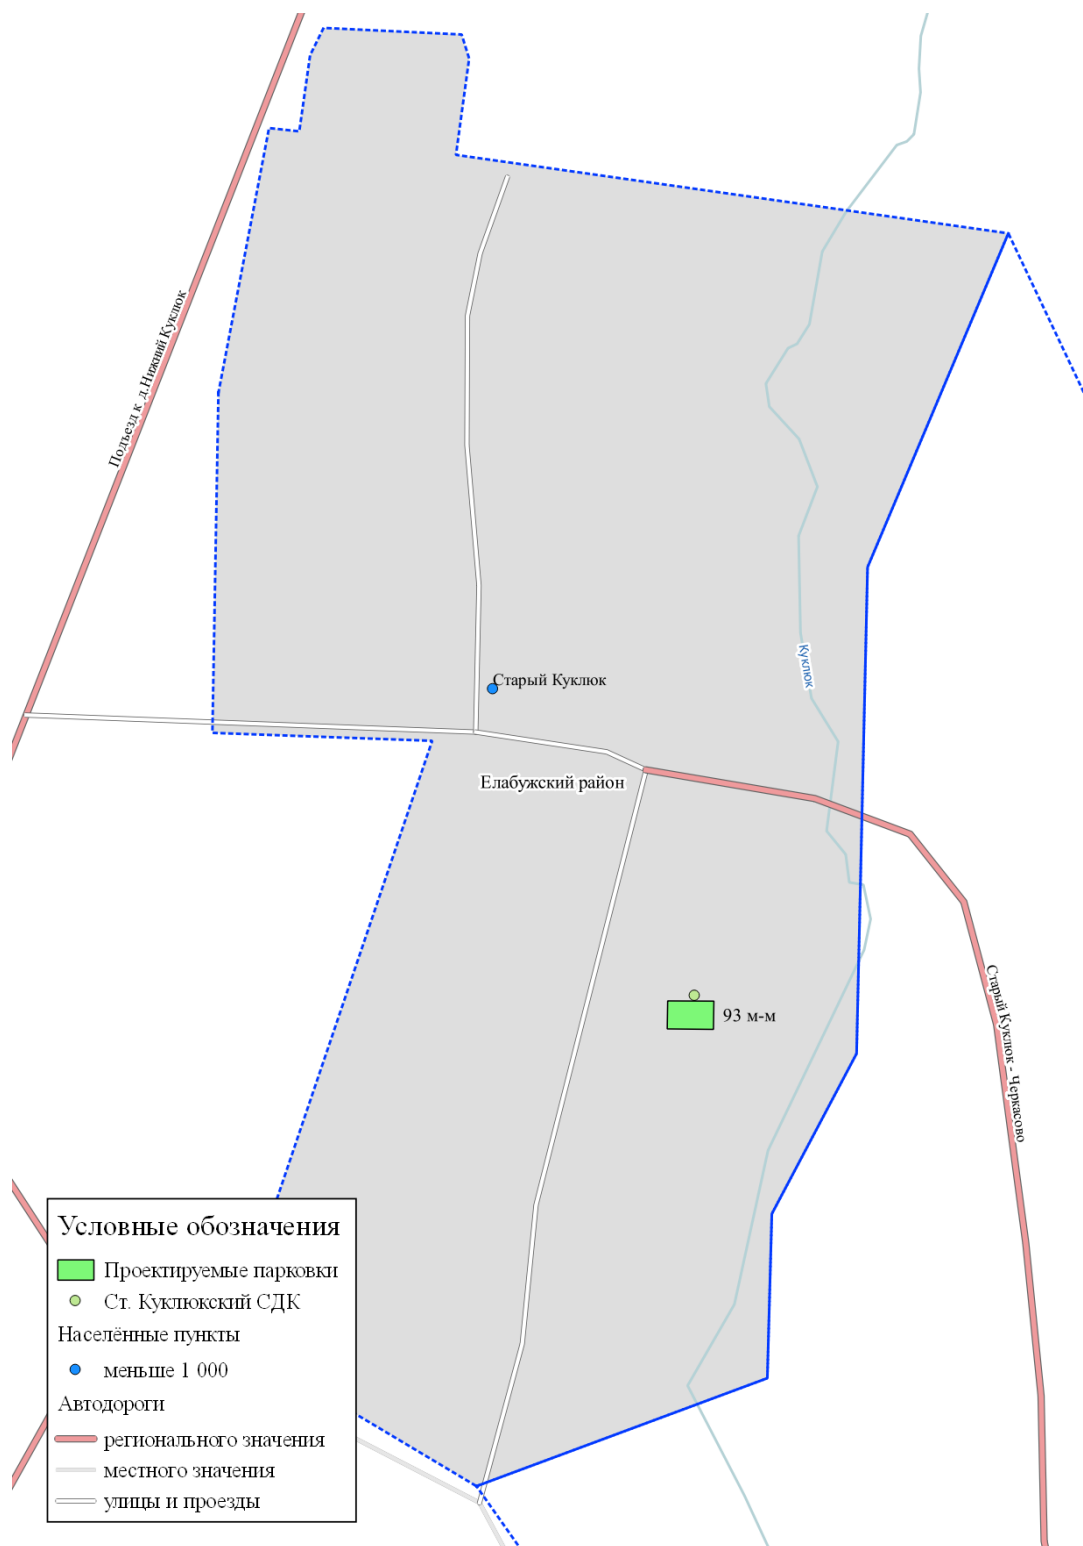 Подъезд к д.Нижний Куклюк
Старый Куклюк
Куклюк
Елабужский район
93 м-м
Старый Куклюк - Черкасово
Условные обозначения
Проектируемые парковки
Ст. Куклюкский СДК
Населённые пункты
меньше 1 000
Автодороги
регионального значения
местного значения
улицы и проезды